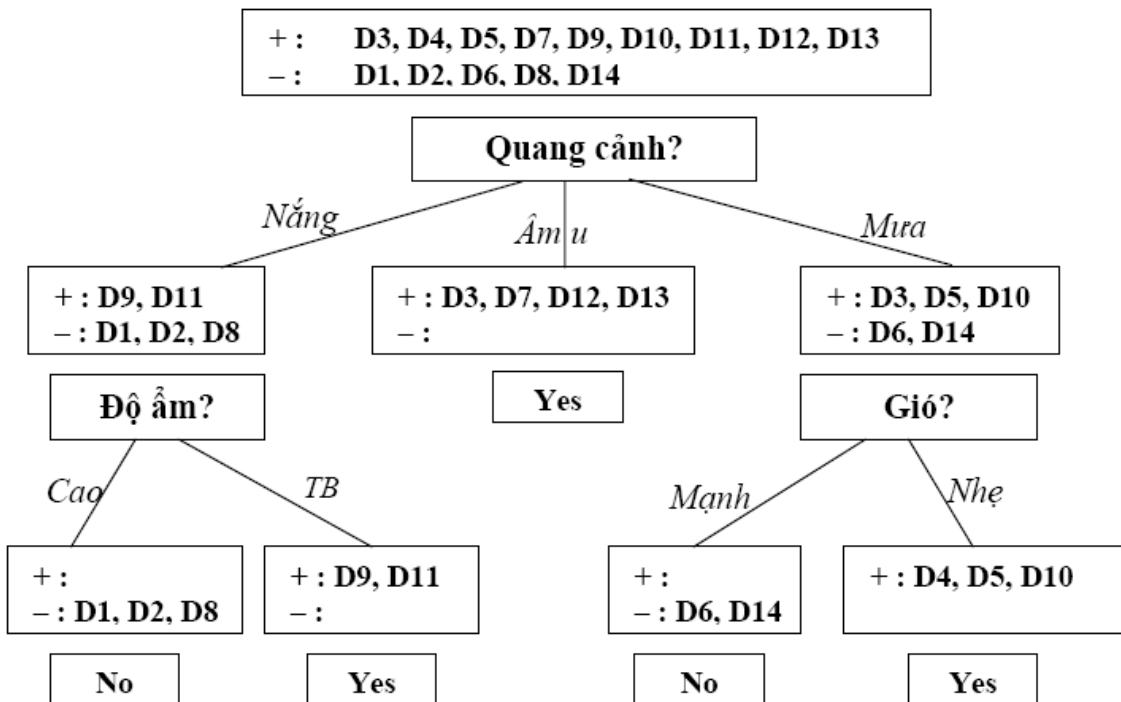 + : D3, D4, D5, D7, D9, D10, D11, D12, D13
– : D1, D2, D6, D8, D14
Quang cảnh?
Nắng
Âm u
Mưa
+ : D9, D11
– : D1, D2, D8
+ : D3, D7, D12, D13
– :
+ : D3, D5, D10
– : D6, D14
Độ ẩm?
Yes
Gió?
Cao
TB
Mạnh
Nhẹ
+ :
– : D1, D2, D8
+ : D9, D11
– :
+ :
– : D6, D14
+ : D4, D5, D10
No
Yes
No
Yes